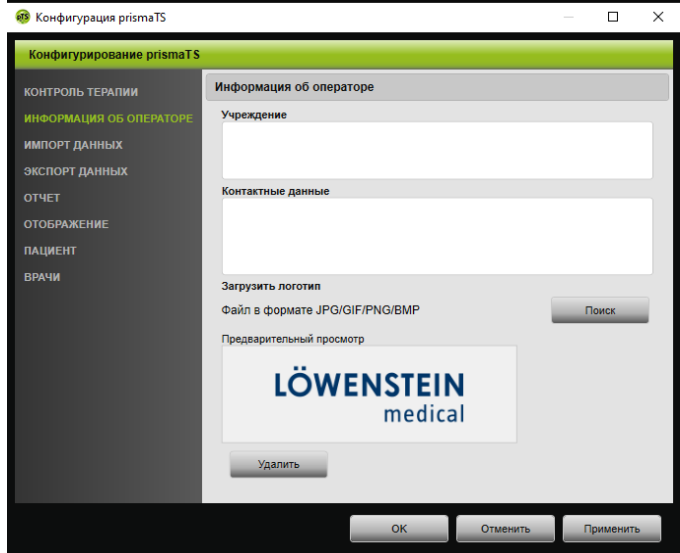 pTS Конфигурация prismaTS
Конфигурирование prismaTS
КОНТРОЛЬ ТЕРАПИИ
ИНФОРМАЦИЯ ОБ ОПЕРАТОРЕ
ИМПОРТ ДАННЫХ
ЭКСПОРТ ДАННЫХ
ОТЧЕТ
ОТОБРАЖЕНИЕ
ПАЦИЕНТ
ВРАЧИ
Информация об операторе
Учреждение
Контактные данные
Загрузить логотип
Файл в формате JPG/GIF/PNG/BMP
Поиск
Предварительный просмотр
LÖWENSTEIN
medical
Удалить
OK
Отменить
Применить